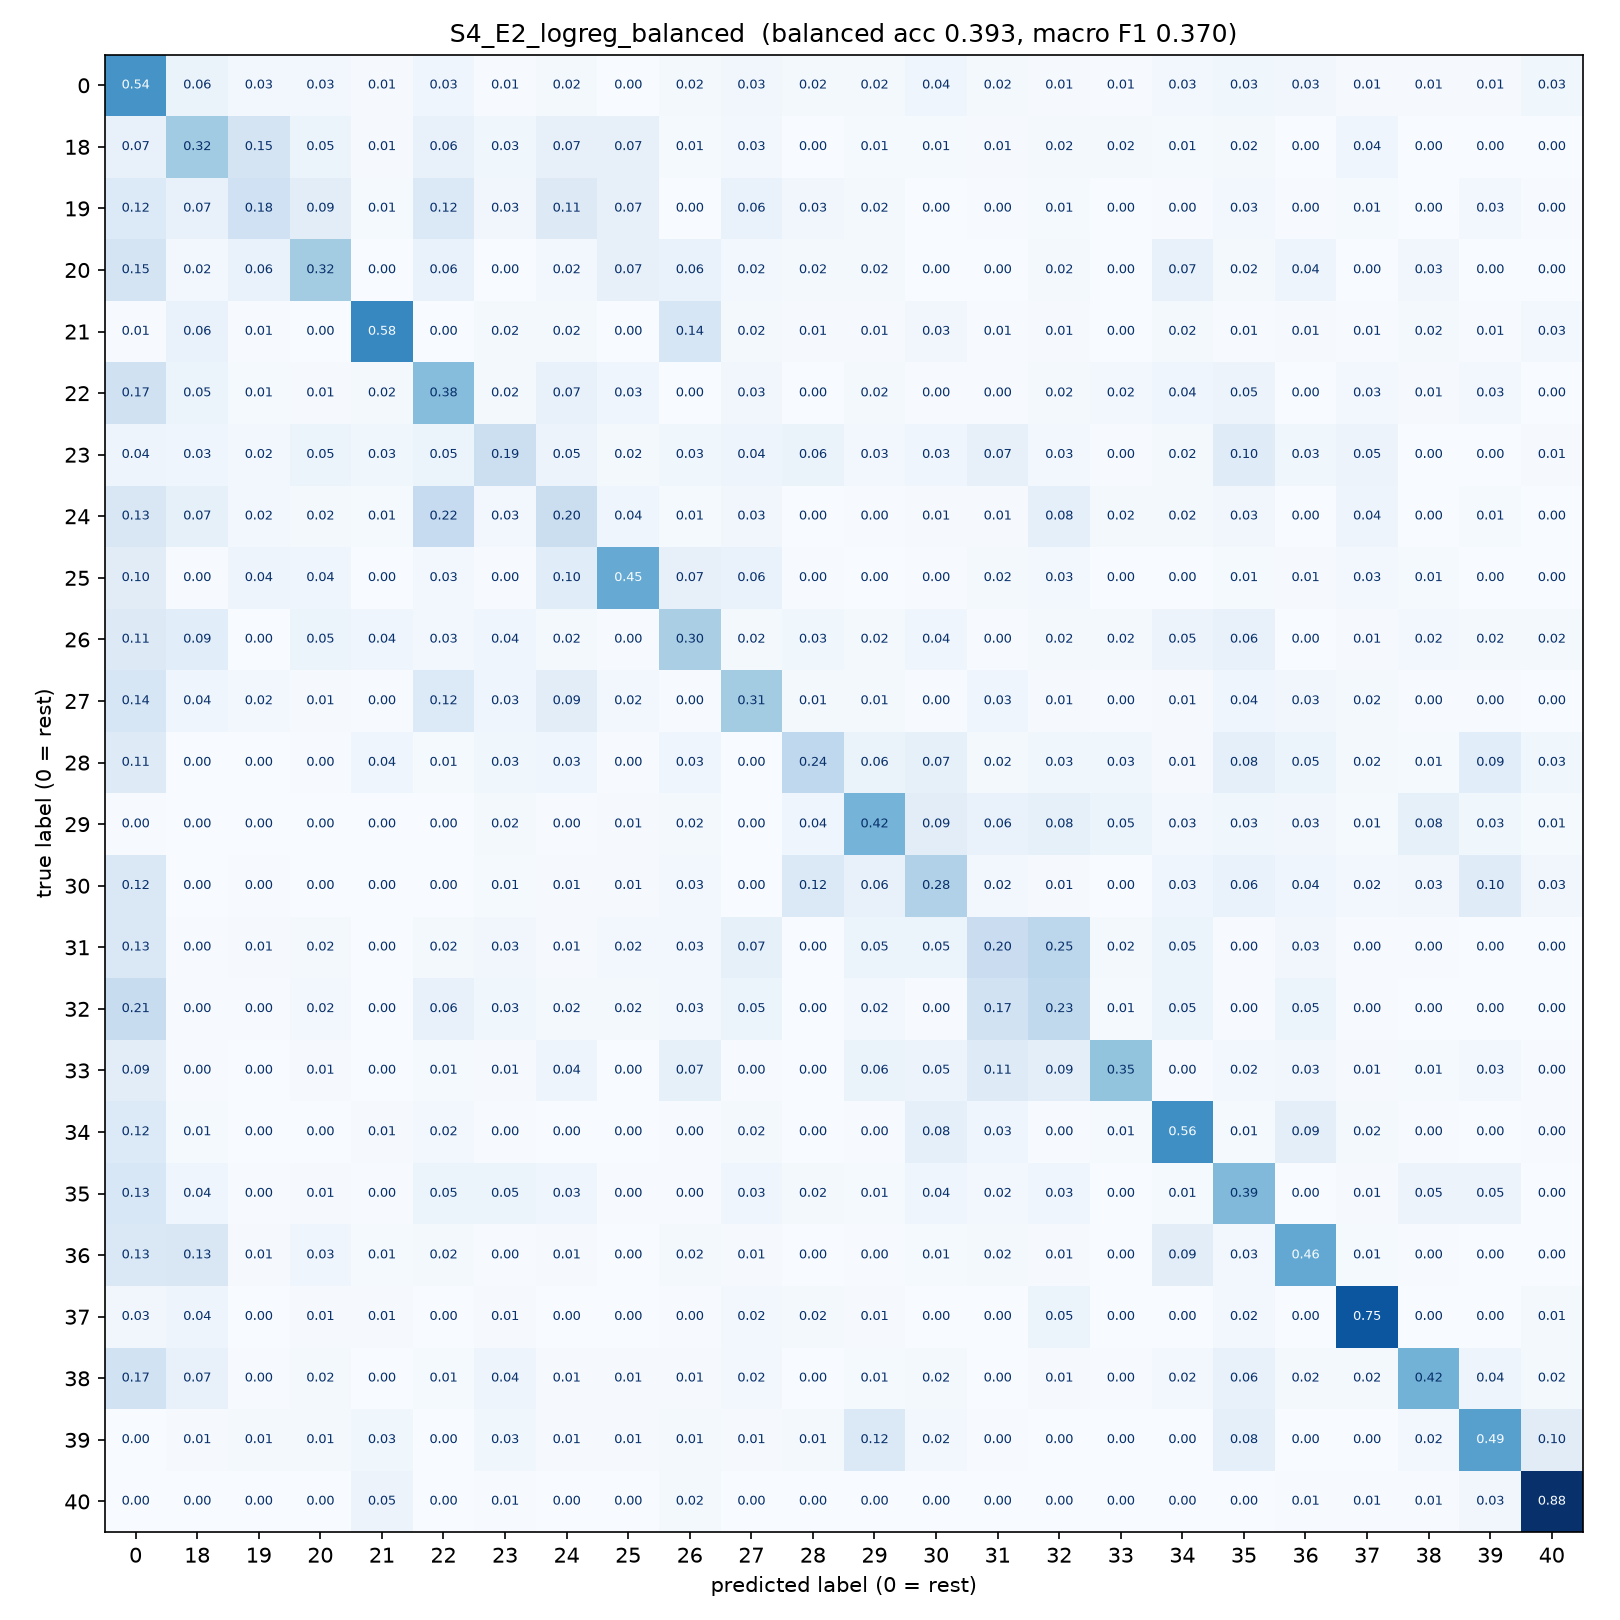 S4_E2_logreg_balanced  (balanced acc 0.393, macro F1 0.370)
0 0.54 0.06 0.03 0.03 0.01 0.03 0.01 0.02 0.00 0.02 0.03 0.02 0.02 0.04 0.02 0.01 0.01 0.03 0.03 0.03 0.01 0.01 0.01 0.03
18 0.07 0.32 0.15 0.05 0.01 0.06 0.03 0.07 0.07 0.01 0.03 0.00 0.01 0.01 0.01 0.02 0.02 0.01 0.02 0.00 0.04 0.00 0.00 0.00
19 0.12 0.07 0.18 0.09 0.01 0.12 0.03 0.11 0.07 0.00 0.06 0.03 0.02 0.00 0.00 0.01 0.00 0.00 0.03 0.00 0.01 0.00 0.03 0.00
20 0.15 0.02 0.06 0.32 0.00 0.06 0.00 0.02 0.07 0.06 0.02 0.02 0.02 0.00 0.00 0.02 0.00 0.07 0.02 0.04 0.00 0.03 0.00 0.00
21 0.01 0.06 0.01 0.00 0.58 0.00 0.02 0.02 0.00 0.14 0.02 0.01 0.01 0.03 0.01 0.01 0.00 0.02 0.01 0.01 0.01 0.02 0.01 0.03
22 0.17 0.05 0.01 0.01 0.02 0.38 0.02 0.07 0.03 0.00 0.03 0.00 0.02 0.00 0.00 0.02 0.02 0.04 0.05 0.00 0.03 0.01 0.03 0.00
23 0.04 0.03 0.02 0.05 0.03 0.05 0.19 0.05 0.02 0.03 0.04 0.06 0.03 0.03 0.07 0.03 0.00 0.02 0.10 0.03 0.05 0.00 0.00 0.01
24 0.13 0.07 0.02 0.02 0.01 0.22 0.03 0.20 0.04 0.01 0.03 0.00 0.00 0.01 0.01 0.08 0.02 0.02 0.03 0.00 0.04 0.00 0.01 0.00
25 0.10 0.00 0.04 0.04 0.00 0.03 0.00 0.10 0.45 0.07 0.06 0.00 0.00 0.00 0.02 0.03 0.00 0.00 0.01 0.01 0.03 0.01 0.00 0.00
26 0.11 0.09 0.00 0.05 0.04 0.03 0.04 0.02 0.00 0.30 0.02 0.03 0.02 0.04 0.00 0.02 0.02 0.05 0.06 0.00 0.01 0.02 0.02 0.02
27 0.14 0.04 0.02 0.01 0.00 0.12 0.03 0.09 0.02 0.00 0.31 0.01 0.01 0.00 0.03 0.01 0.00 0.01 0.04 0.03 0.02 0.00 0.00 0.00
28 0.11 0.00 0.00 0.00 0.04 0.01 0.03 0.03 0.00 0.03 0.00 0.24 0.06 0.07 0.02 0.03 0.03 0.01 0.08 0.05 0.02 0.01 0.09 0.03
29 0.00 0.00 0.00 0.00 0.00 0.00 0.02 0.00 0.01 0.02 0.00 0.04 0.42 0.09 0.06 0.08 0.05 0.03 0.03 0.03 0.01 0.08 0.03 0.01
30 0.12 0.00 0.00 0.00 0.00 0.00 0.01 0.01 0.01 0.03 0.00 0.12 0.06 0.28 0.02 0.01 0.00 0.03 0.06 0.04 0.02 0.03 0.10 0.03
31 0.13 0.00 0.01 0.02 0.00 0.02 0.03 0.01 0.02 0.03 0.07 0.00 0.05 0.05 0.20 0.25 0.02 0.05 0.00 0.03 0.00 0.00 0.00 0.00
32 0.21 0.00 0.00 0.02 0.00 0.06 0.03 0.02 0.02 0.03 0.05 0.00 0.02 0.00 0.17 0.23 0.01 0.05 0.00 0.05 0.00 0.00 0.00 0.00
33 0.09 0.00 0.00 0.01 0.00 0.01 0.01 0.04 0.00 0.07 0.00 0.00 0.06 0.05 0.11 0.09 0.35 0.00 0.02 0.03 0.01 0.01 0.03 0.00
34 0.12 0.01 0.00 0.00 0.01 0.02 0.00 0.00 0.00 0.00 0.02 0.00 0.00 0.08 0.03 0.00 0.01 0.56 0.01 0.09 0.02 0.00 0.00 0.00
35 0.13 0.04 0.00 0.01 0.00 0.05 0.05 0.03 0.00 0.00 0.03 0.02 0.01 0.04 0.02 0.03 0.00 0.01 0.39 0.00 0.01 0.05 0.05 0.00
36 0.13 0.13 0.01 0.03 0.01 0.02 0.00 0.01 0.00 0.02 0.01 0.00 0.00 0.01 0.02 0.01 0.00 0.09 0.03 0.46 0.01 0.00 0.00 0.00
37 0.03 0.04 0.00 0.01 0.01 0.00 0.01 0.00 0.00 0.00 0.02 0.02 0.01 0.00 0.00 0.05 0.00 0.00 0.02 0.00 0.75 0.00 0.00 0.01
38 0.17 0.07 0.00 0.02 0.00 0.01 0.04 0.01 0.01 0.01 0.02 0.00 0.01 0.02 0.00 0.01 0.00 0.02 0.06 0.02 0.02 0.42 0.04 0.02
39 0.00 0.01 0.01 0.01 0.03 0.00 0.03 0.01 0.01 0.01 0.01 0.01 0.12 0.02 0.00 0.00 0.00 0.00 0.08 0.00 0.00 0.02 0.49 0.10
40 0.00 0.00 0.00 0.00 0.05 0.00 0.01 0.00 0.00 0.02 0.00 0.00 0.00 0.00 0.00 0.00 0.00 0.00 0.00 0.01 0.01 0.01 0.03 0.88
0 18 19 20 21 22 23 24 25 26 27 28 29 30 31 32 33 34 35 36 37 38 39 40
predicted label (0 = rest)
true label (0 = rest)